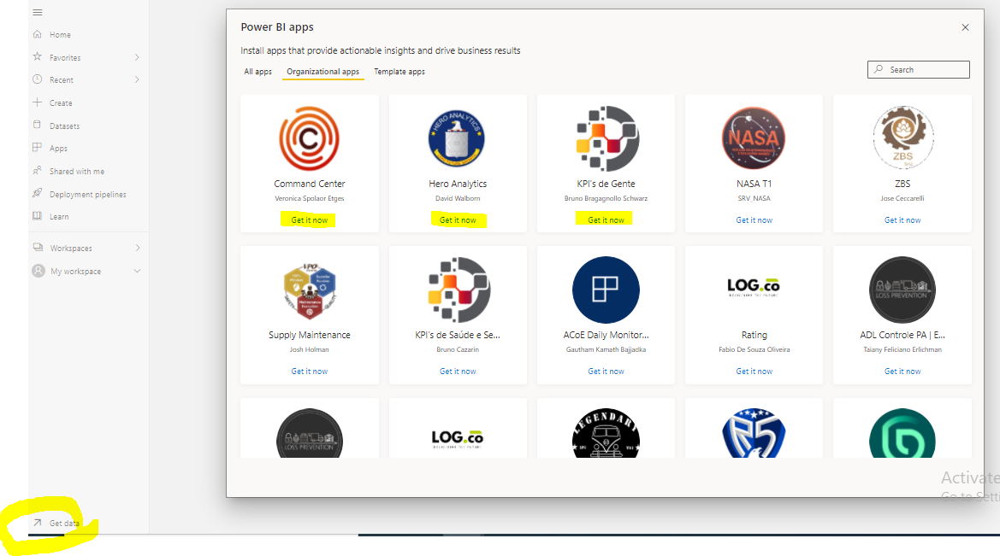 Power BI apps
Install apps that provide actionable insights and drive business results
All apps
Organizational apps
Template apps
Search
Home
Favorites
Recent
Create
Datasets
Apps
Shared with me
Deployment pipelines
Learn
Workspaces
My workspace
Get data
C
Command Center
Veronica Spolaor Etges
Get it now
HERO ANALYTICS
Hero Analytics
David Walborn
Get it now
KPI's de Gente
Bruno Bragagnollo Schwarz
Get it now
NASA
NASA T1
SRV_NASA
Get it now
ZBS
ZBS
Jose Ceccarelli
Get it now
VPO
SAFETY
QUALITY
Supply Maintenance
Josh Holman
Get it now
KPI's de Saúde e Se...
Bruno Cazarin
Get it now
ACoE Daily Monitor...
Gautham Kamath Bajjadka
Get it now
LOG.co
Rating
Fabio De Souza Oliveira
Get it now
LOSS PREVENTION
ADL Controle PA | E...
Taiany Feliciano Erlichman
Get it now
LOSS PREVENTION
LOG.co
LEGENDARY
R5
Activate
Go to Setti